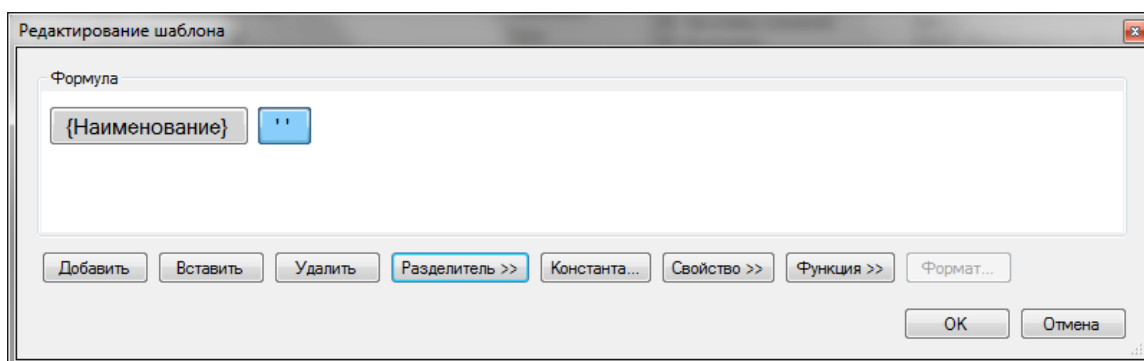 Редактирование шаблона
Формула
{Наименование} ' '
Добавить Вставить Удалить Разделитель >> Константа... Свойство >> Функция >> Формат...
OK Отмена